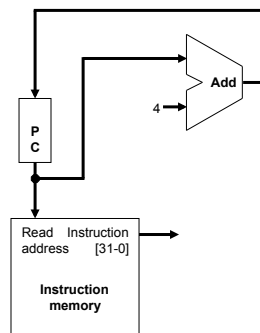 Add
4
P
C
Read Instruction
address [31-0]
Instruction
memory